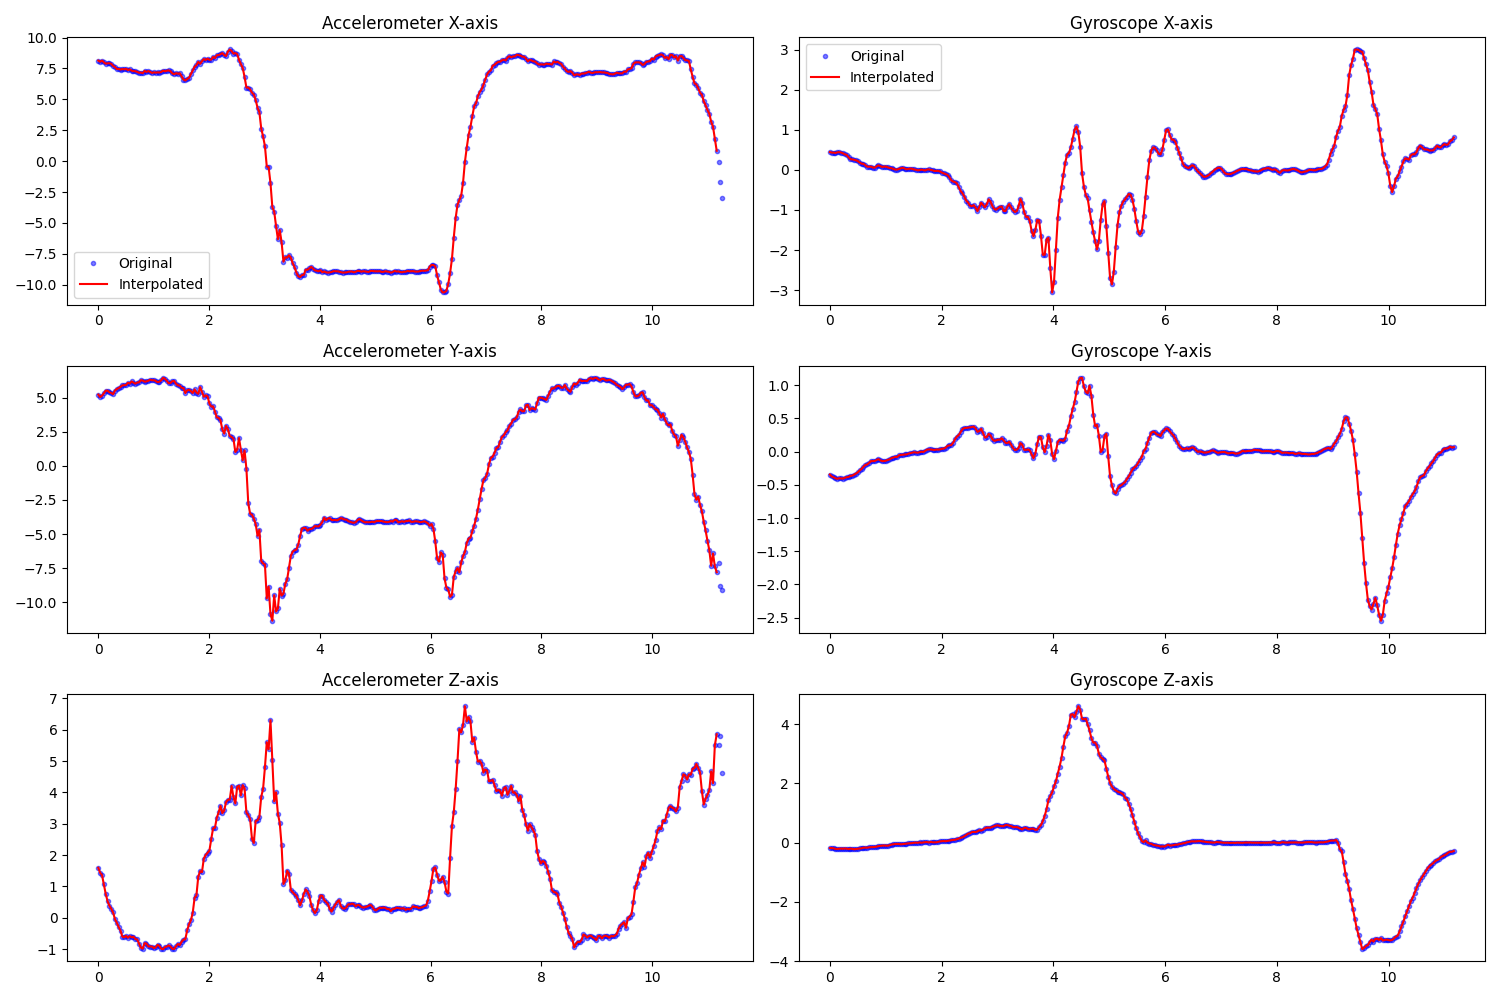 Accelerometer X-axis
10.0
7.5
5.0
2.5
0.0
−2.5
−5.0
−7.5
−10.0
Original
Interpolated
0 2 4 6 8 10
Gyroscope X-axis
3
2
1
0
−1
−2
−3
Original
Interpolated
0 2 4 6 8 10
Accelerometer Y-axis
5.0
2.5
0.0
−2.5
−5.0
−7.5
−10.0
0 2 4 6 8 10
Gyroscope Y-axis
1.0
0.5
0.0
−0.5
−1.0
−1.5
−2.0
−2.5
0 2 4 6 8 10
Accelerometer Z-axis
7
6
5
4
3
2
1
0
−1
0 2 4 6 8 10
Gyroscope Z-axis
4
2
0
−2
−4
0 2 4 6 8 10